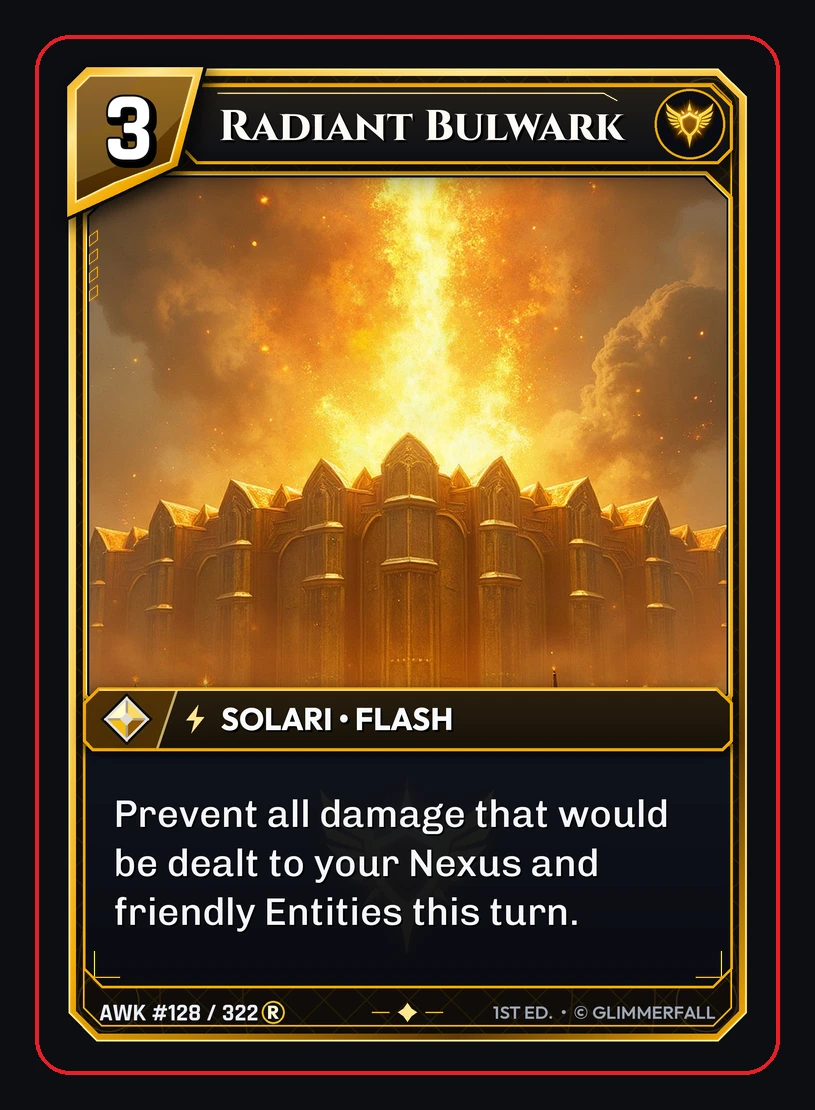 3
Radiant Bulwark
SOLARI • FLASH
Prevent all damage that would
be dealt to your Nexus and
friendly Entities this turn.
AWK #128 / 322 R
1ST ED. • © GLIMMERFALL